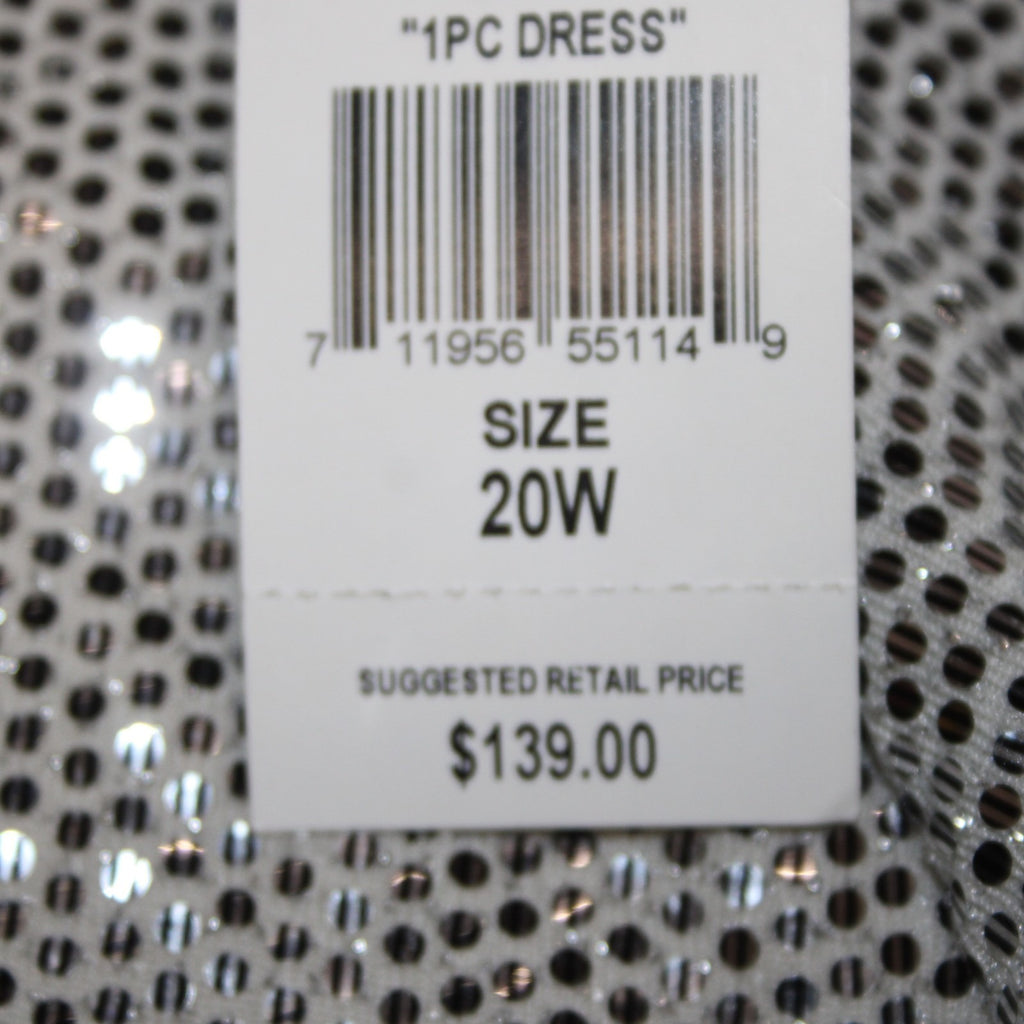 "1PC DRESS"
7 11956 55114 9
SIZE
20W
SUGGESTED RETAIL PRICE
$139.00